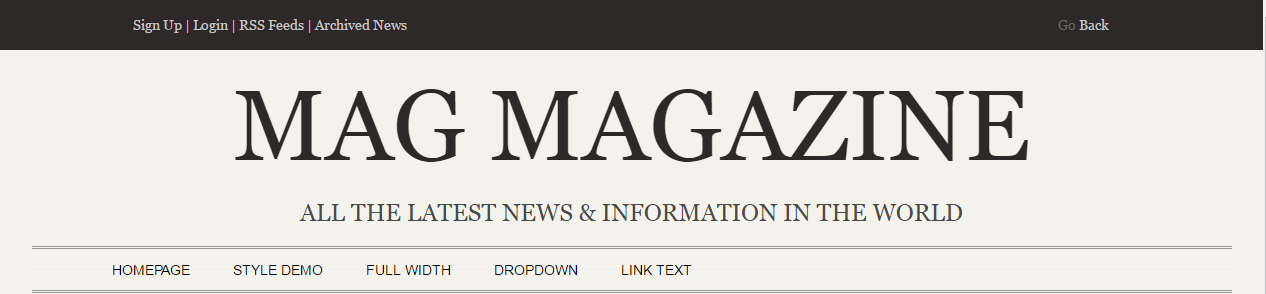 Sign Up | Login | RSS Feeds | Archived News Go Back
MAG MAGAZINE
ALL THE LATEST NEWS & INFORMATION IN THE WORLD
HOMEPAGE STYLE DEMO FULL WIDTH DROPDOWN LINK TEXT